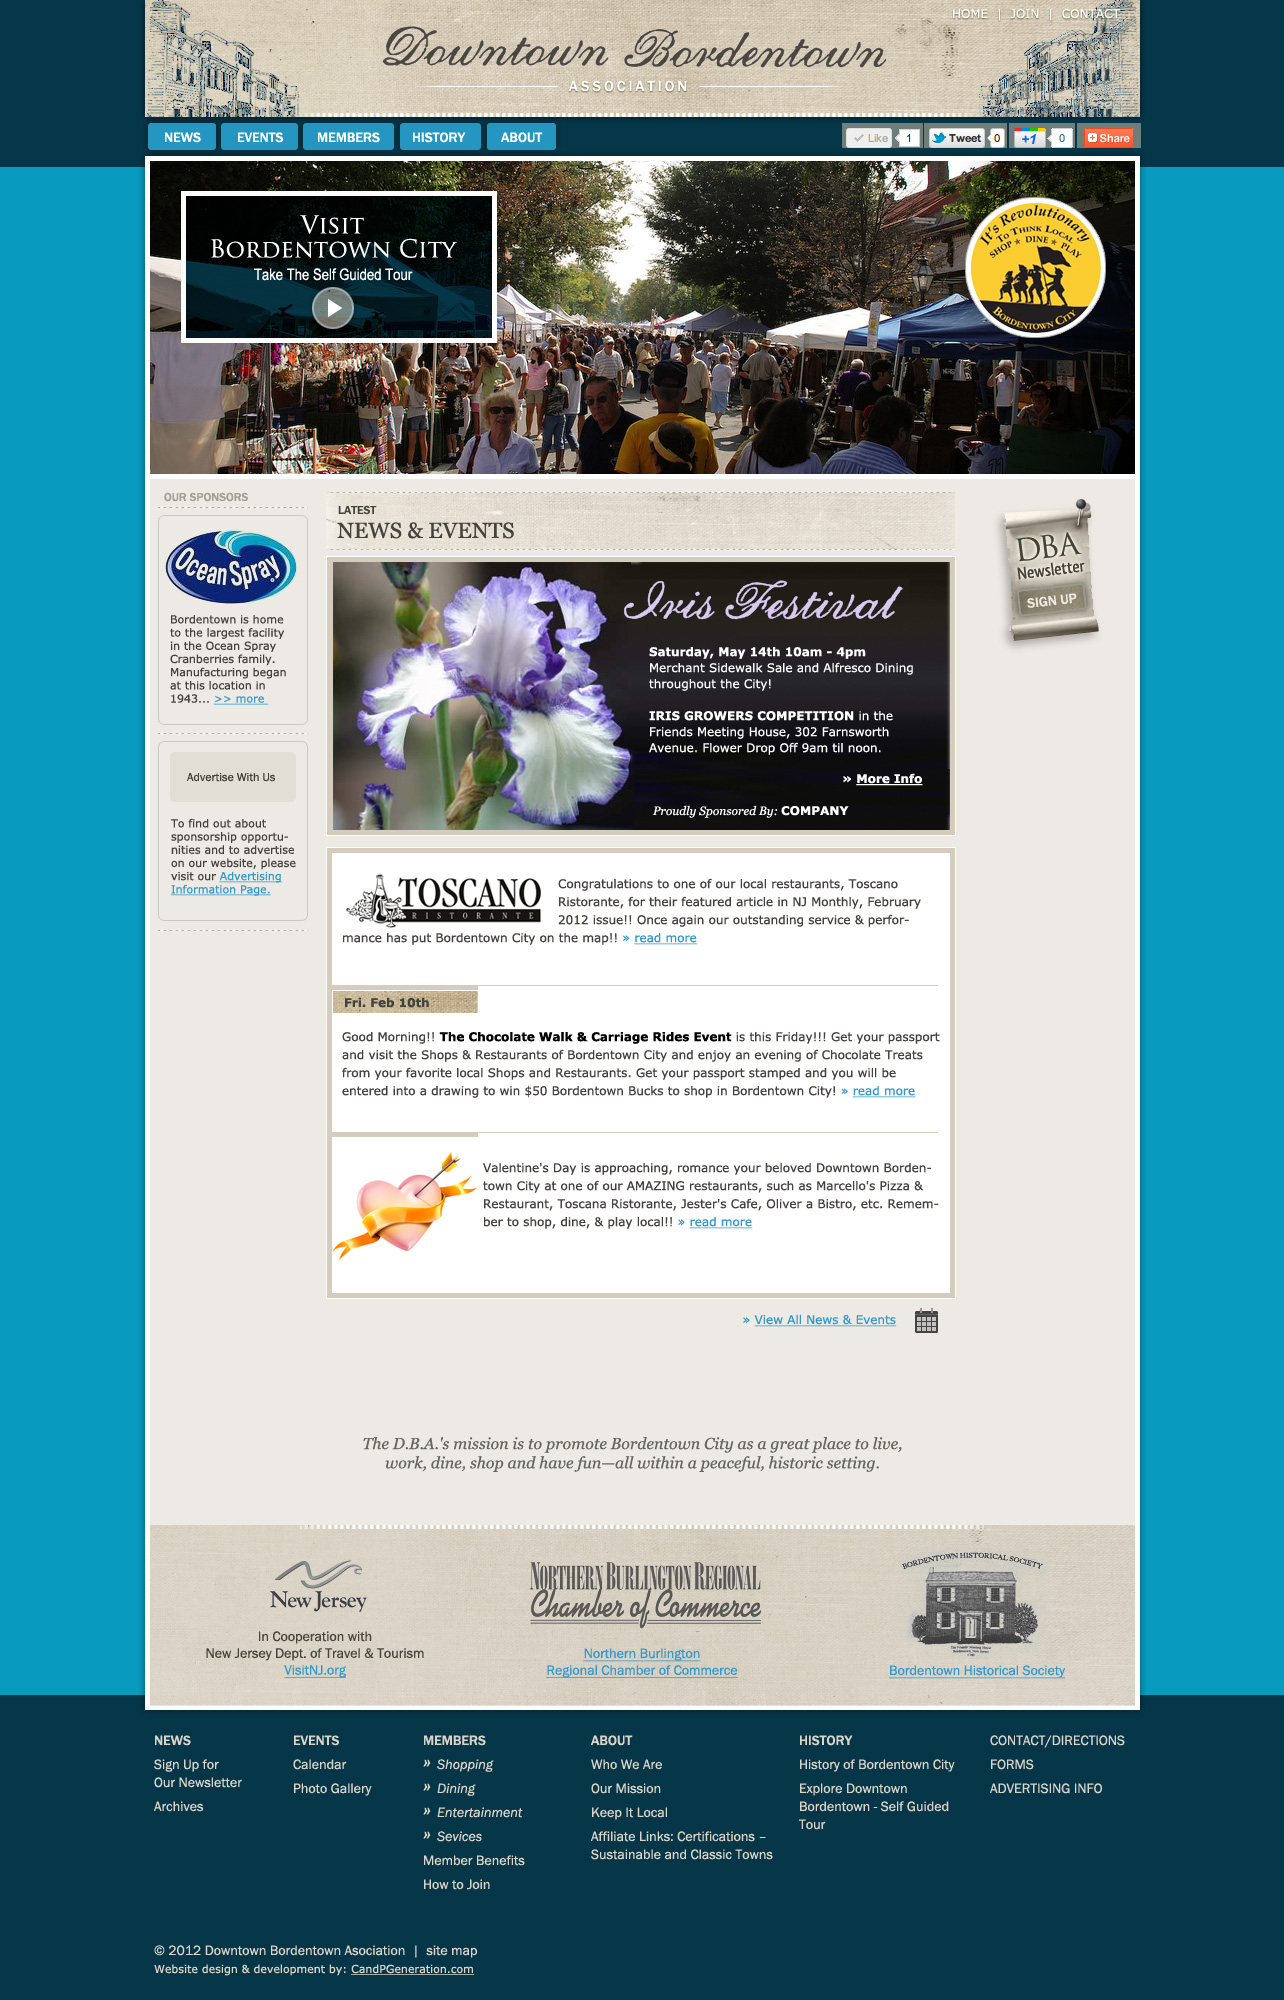 HOME | JOIN | CONTACT
Downtown Bordentown
ASSOCIATION
NEWS
EVENTS
MEMBERS
HISTORY
ABOUT
Like 1
Tweet 0
+1 0
Share
VISIT
BORDENTOWN CITY
Take The Self Guided Tour
It's Revolutionary
TO THINK LOCAL
SHOP ★ DINE ★ PLAY
BORDENTOWN CITY
OUR SPONSORS
Ocean Spray
Bordentown is home
to the largest facility
in the Ocean Spray
Cranberries family.
Manufacturing began
at this location in
1943... >> more
Advertise With Us
To find out about
sponsorship opportu-
nities and to advertise
on our website, please
visit our Advertising
Information Page.
LATEST
NEWS & EVENTS
Iris Festival
Saturday, May 14th 10am - 4pm
Merchant Sidewalk Sale and Alfresco Dining
throughout the City!
IRIS GROWERS COMPETITION in the
Friends Meeting House, 302 Farnsworth
Avenue. Flower Drop Off 9am til noon.
» More Info
Proudly Sponsored By: COMPANY
TOSCANO
RISTORANTE
Congratulations to one of our local restaurants, Toscano
Ristorante, for their featured article in NJ Monthly, February
2012 issue!! Once again our outstanding service & perfor-
mance has put Bordentown City on the map!! » read more
Fri. Feb 10th
Good Morning!! The Chocolate Walk & Carriage Rides Event is this Friday!!! Get your passport
and visit the Shops & Restaurants of Bordentown City and enjoy an evening of Chocolate Treats
from your favorite local Shops and Restaurants. Get your passport stamped and you will be
entered into a drawing to win $50 Bordentown Bucks to shop in Bordentown City! » read more
Valentine's Day is approaching, romance your beloved Downtown Borden-
town City at one of our AMAZING restaurants, such as Marcello's Pizza &
Restaurant, Toscana Ristorante, Jester's Cafe, Oliver a Bistro, etc. Remem-
ber to shop, dine, & play local!! » read more
» View All News & Events
DBA
Newsletter
SIGN UP
The D.B.A.'s mission is to promote Bordentown City as a great place to live,
work, dine, shop and have fun—all within a peaceful, historic setting.
New Jersey
In Cooperation with
New Jersey Dept. of Travel & Tourism
VisitNJ.org
NORTHERN BURLINGTON REGIONAL
Chamber of Commerce
Northern Burlington
Regional Chamber of Commerce
BORDENTOWN HISTORICAL SOCIETY
Bordentown Historical Society
NEWS
Sign Up for
Our Newsletter
Archives
EVENTS
Calendar
Photo Gallery
MEMBERS
» Shopping
» Dining
» Entertainment
» Sevices
Member Benefits
How to Join
ABOUT
Who We Are
Our Mission
Keep It Local
Affiliate Links: Certifications –
Sustainable and Classic Towns
HISTORY
History of Bordentown City
Explore Downtown
Bordentown - Self Guided
Tour
CONTACT/DIRECTIONS
FORMS
ADVERTISING INFO
© 2012 Downtown Bordentown Asociation | site map
Website design & development by: CandPGeneration.com